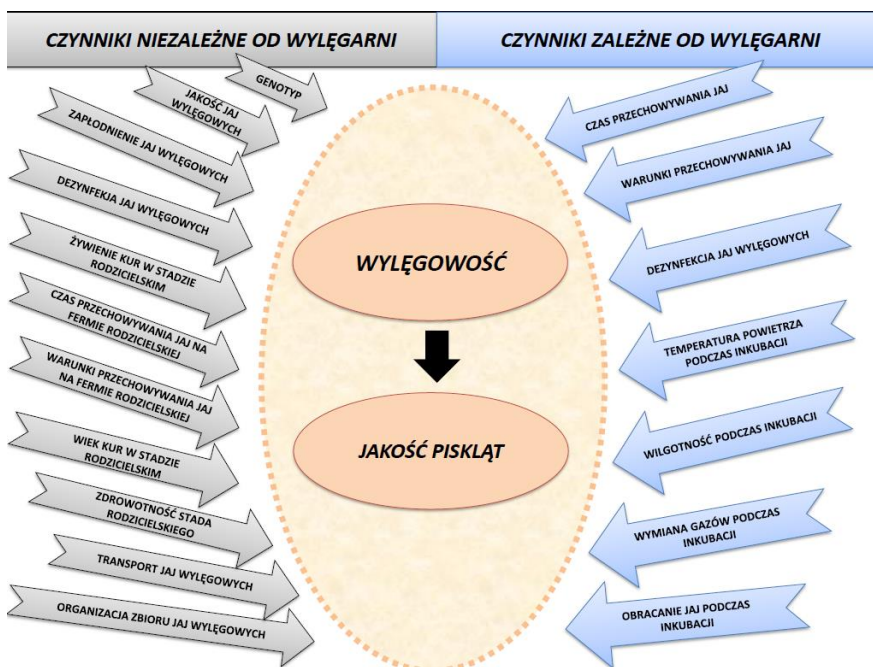 CZYNNIKI NIEZALEŻNE OD WYLĘGARNI
CZYNNIKI ZALEŻNE OD WYLĘGARNI
GENOTYP
JAKOŚĆ JAJ
WYLĘGOWYCH
ZAPŁODNIENIE JAJ WYLĘGOWYCH
DEZYNFEKJA JAJ WYLĘGOWYCH
ŻYWIENIE KUR W STADZIE
RODZICIELSKIM
CZAS PRZECHOWYWANIA JAJ NA
FERMIE RODZICIELSKIEJ
WARUNKI PRZECHOWYWANIA JAJ
NA FERMIE RODZICIELSKIEJ
WIEK KUR W STADZIE
RODZICIELSKIM
ZDROWOTNOŚĆ STADA
RODZICIELSKIEGO
TRANSPORT JAJ WYLĘGOWYCH
ORGANIZACJA ZBIORU JAJ WYLĘGOWYCH
WYLĘGOWOŚĆ
JAKOŚĆ PISKLĄT
CZAS PRZECHOWYWANIA JAJ
WARUNKI PRZECHOWYWANIA JAJ
DEZYNFEKCJA JAJ WYLĘGOWYCH
TEMPERATURA POWIETRZA
PODCZAS INKUBACJI
WILGOTNOŚĆ PODCZAS INKUBACJI
WYMIANA GAZÓW PODCZAS
INKUBACJI
OBRACANIE JAJ PODCZAS
INKUBACJI